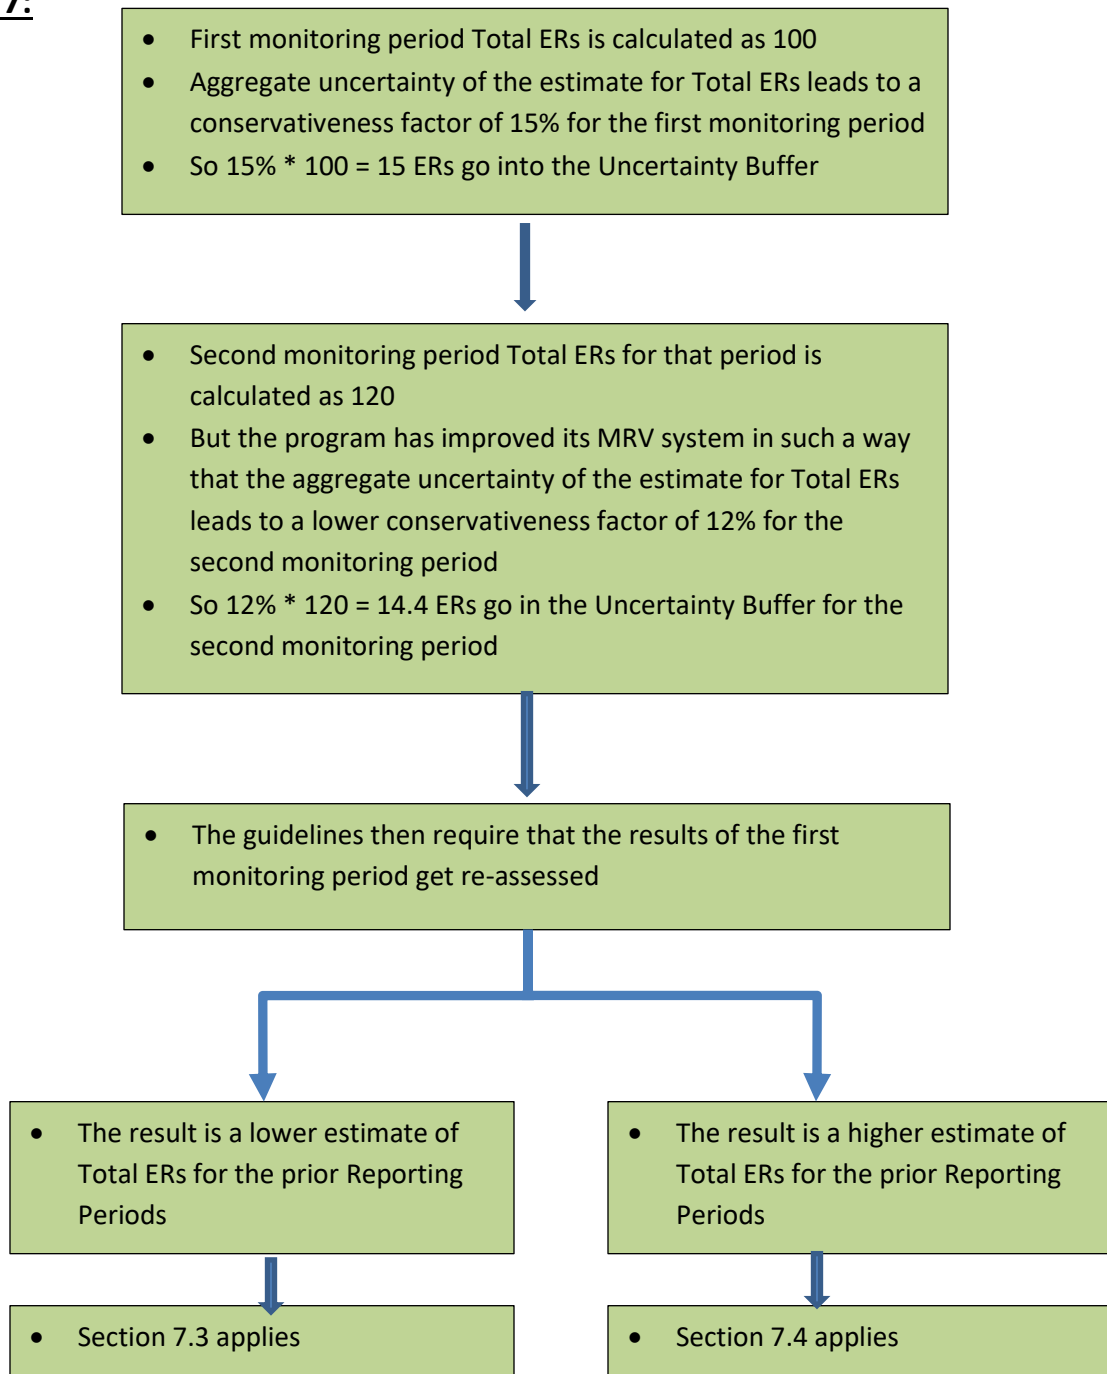 7:
• First monitoring period Total ERs is calculated as 100
• Aggregate uncertainty of the estimate for Total ERs leads to a
conservativeness factor of 15% for the first monitoring period
• So 15% * 100 = 15 ERs go into the Uncertainty Buffer
• Second monitoring period Total ERs for that period is
calculated as 120
• But the program has improved its MRV system in such a way
that the aggregate uncertainty of the estimate for Total ERs
leads to a lower conservativeness factor of 12% for the
second monitoring period
• So 12% * 120 = 14.4 ERs go in the Uncertainty Buffer for the
second monitoring period
• The guidelines then require that the results of the first
monitoring period get re-assessed
• The result is a lower estimate of
Total ERs for the prior Reporting
Periods
• The result is a higher estimate of
Total ERs for the prior Reporting
Periods
• Section 7.3 applies
• Section 7.4 applies